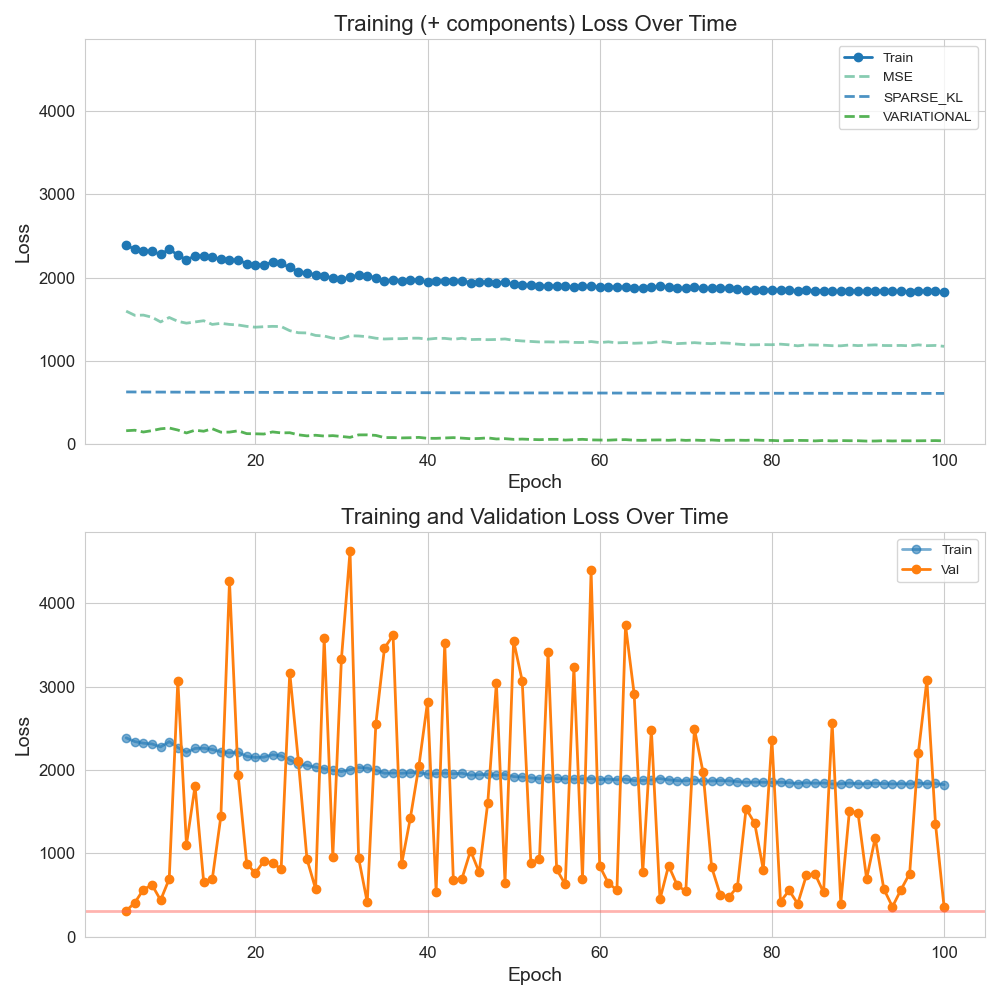 Training (+ components) Loss Over Time
Train
MSE
SPARSE_KL
VARIATIONAL
4000
3000
2000
1000
0
Loss
20 40 60 80 100
Epoch
Training and Validation Loss Over Time
Train
Val
4000
3000
2000
1000
0
Loss
20 40 60 80 100
Epoch